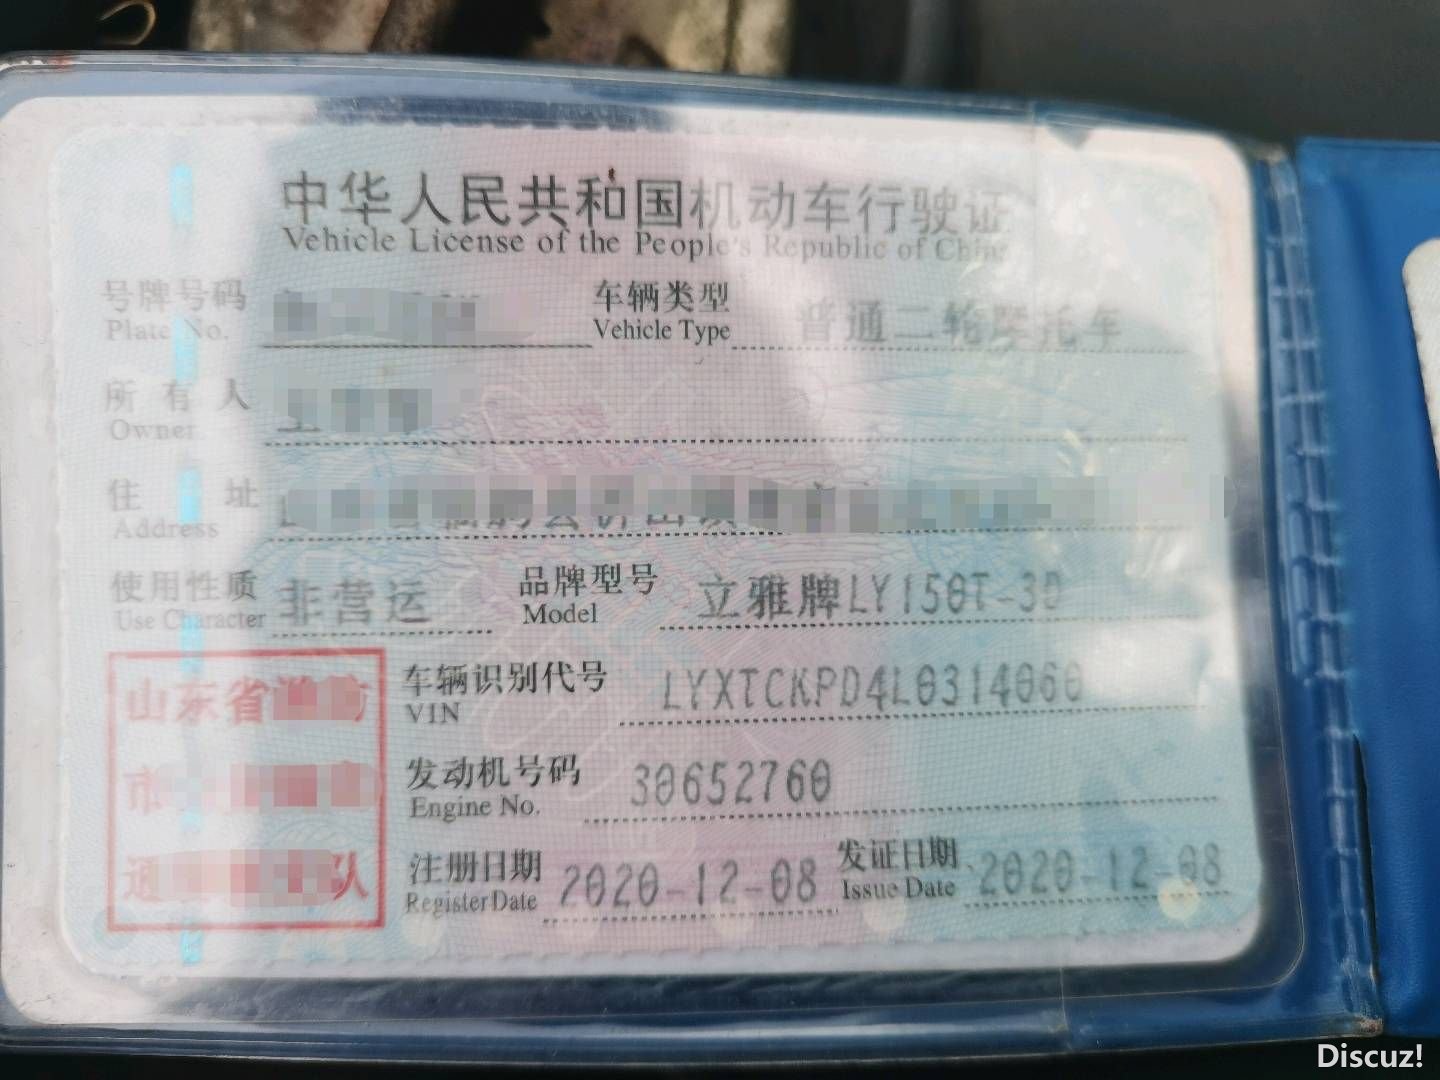 中华人民共和国机动车行驶证
Vehicle License of the People's Republic of China
号牌号码
Plate No.
车辆类型 普通二轮摩托车
Vehicle Type
所有人
Owner
住址
Address
使用性质 非营运
Use Character
品牌型号 立雅牌LY150T-3D
Model
山东省
市
通 队
车辆识别代号 LYXTCKPD4L0314060
VIN
发动机号码 30652760
Engine No.
注册日期 2020-12-08
Register Date
发证日期 2020-12-08
Issue Date
Discuz!